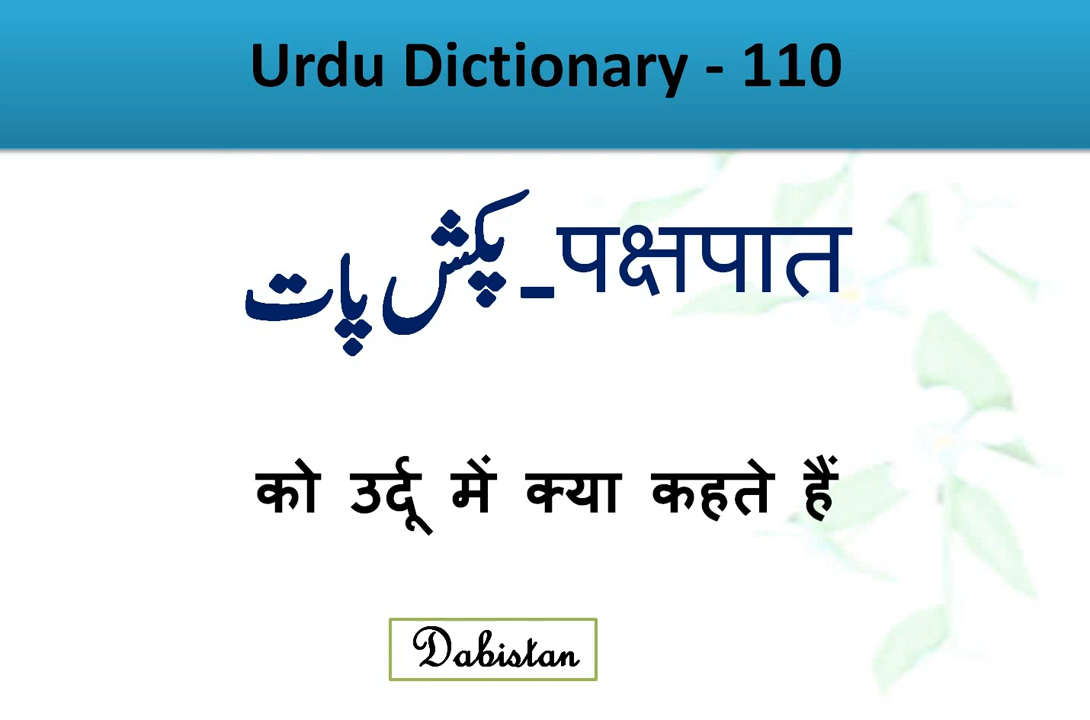 Urdu Dictionary - 110
پکش پات - पक्षपात
को उर्दू में क्या कहते हैं
Dabistan